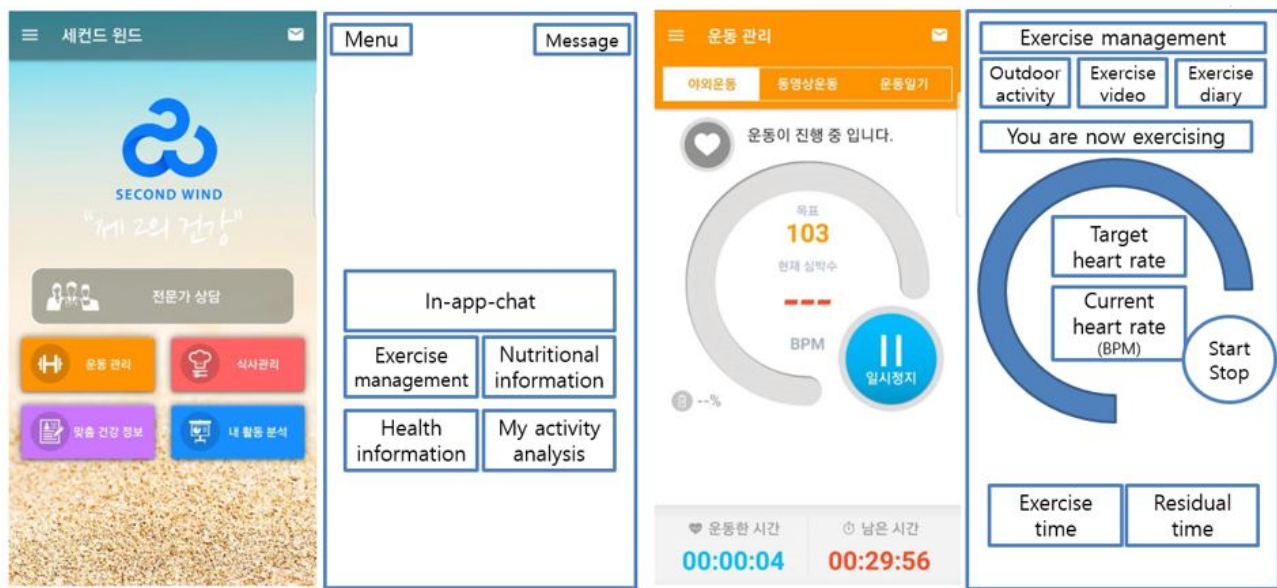 세컨드 윈드
SECOND WIND
"제 2의 건강"
전문가 상담
운동 관리
식사관리
맞춤 건강 정보
내 활동 분석
Menu
Message
In-app-chat
Exercise
management
Nutritional
information
Health
information
My activity
analysis
운동 관리
야외운동
동영상운동
운동일기
운동이 진행 중 입니다.
목표
103
현재 심박수
---
BPM
일시정지
--%
운동한 시간
남은 시간
00:00:04
00:29:56
Exercise management
Outdoor
activity
Exercise
video
Exercise
diary
You are now exercising
Target
heart rate
Current
heart rate
(BPM)
Start
Stop
Exercise
time
Residual
time